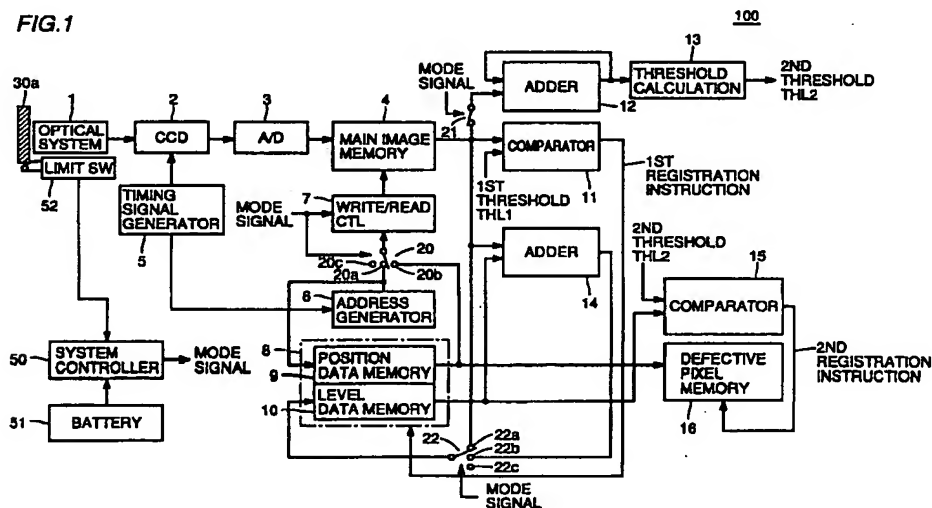 FIG.1
100
30a
1
OPTICAL
SYSTEM
LIMIT SW
52
2
CCD
3
A/D
4
MAIN IMAGE
MEMORY
TIMING
SIGNAL
GENERATOR
5
MODE
SIGNAL
7
WRITE/READ
CTL
20
20c
20a
20b
6
ADDRESS
GENERATOR
8
POSITION
DATA MEMORY
9
LEVEL
DATA MEMORY
10
50
SYSTEM
CONTROLLER
MODE
SIGNAL
51
BATTERY
MODE
SIGNAL
21
ADDER
12
13
THRESHOLD
CALCULATION
2ND
THRESHOLD
THL2
COMPARATOR
11
1ST
THRESHOLD
THL1
1ST
REGISTRATION
INSTRUCTION
ADDER
14
2ND
THRESHOLD
THL2
15
COMPARATOR
DEFECTIVE
PIXEL
MEMORY
16
2ND
REGISTRATION
INSTRUCTION
22
22a
22b
22c
MODE
SIGNAL